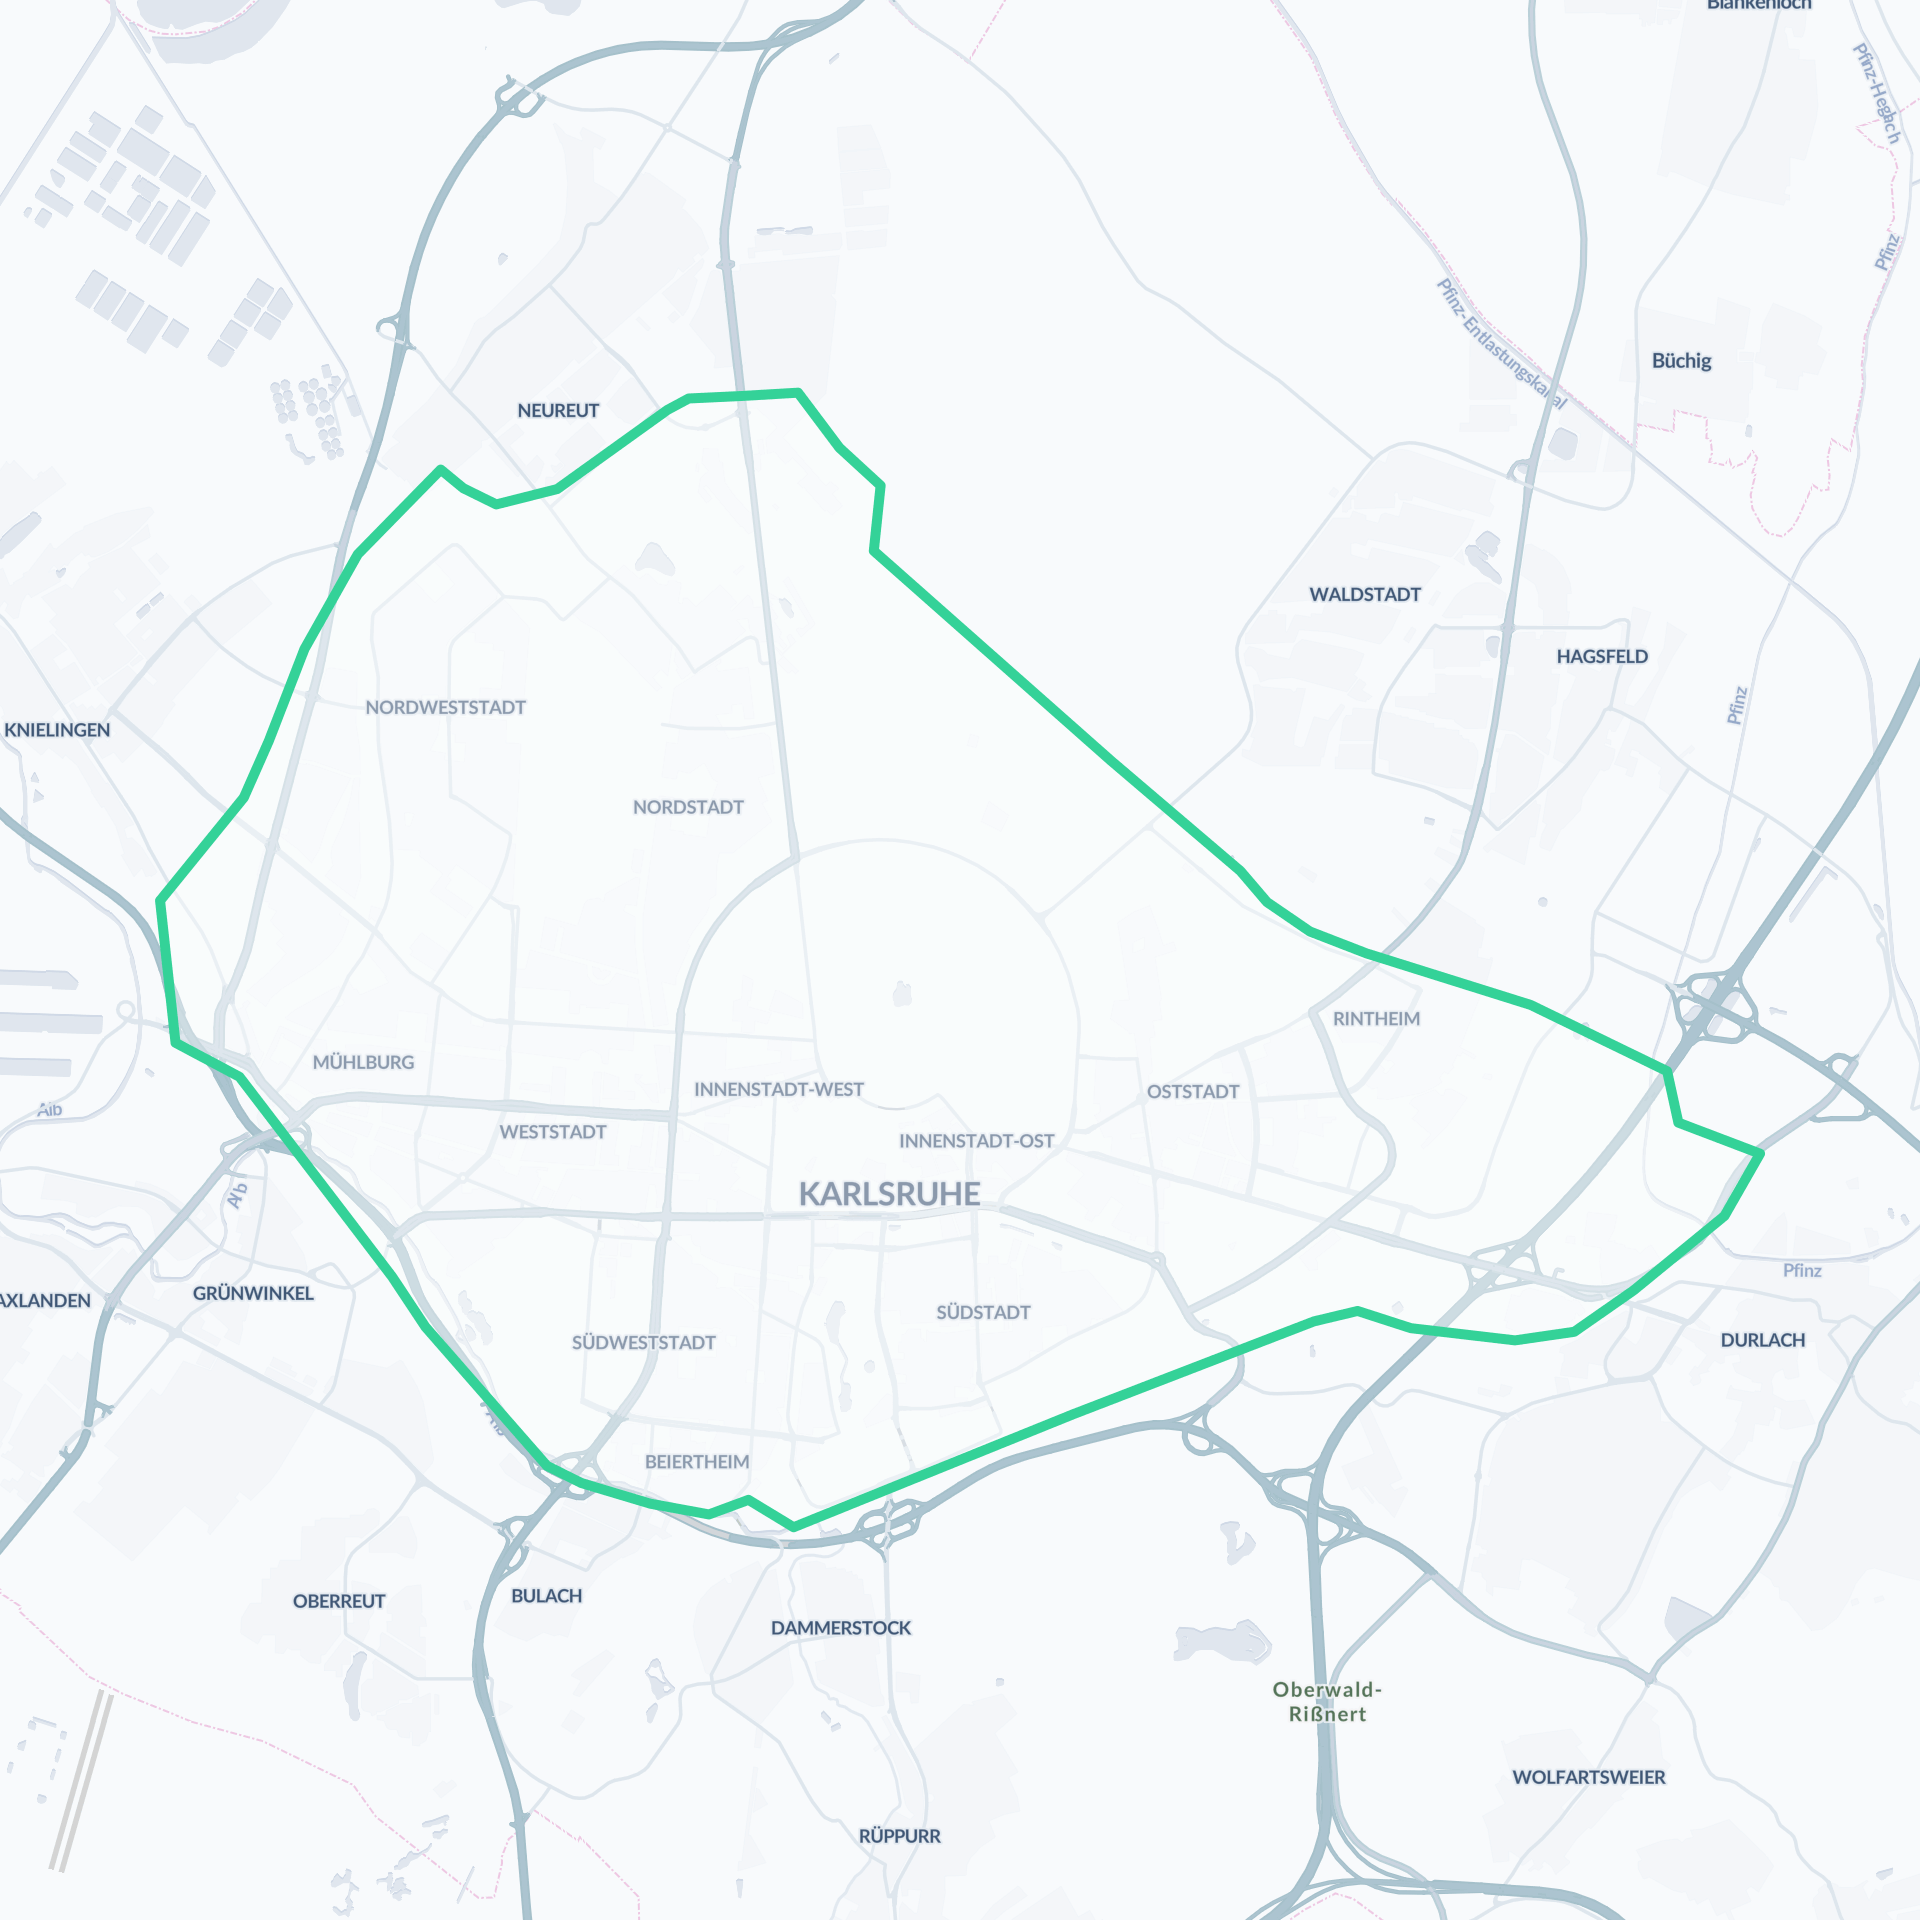 Blankenloch
Pfinz-Heglach
Pfinz
Pfinz-Entlastungskanal
Büchig
NEUREUT
WALDSTADT
HAGSFELD
Pfinz
NORDWESTSTADT
KNIELINGEN
NORDSTADT
RINTHEIM
MÜHLBURG
INNENSTADT-WEST
OSTSTADT
Alb
WESTSTADT
INNENSTADT-OST
KARLSRUHE
Alb
Pfinz
GRÜNWINKEL
AXLANDEN
SÜDSTADT
SÜDWESTSTADT
DURLACH
Alb
BEIERTHEIM
BULACH
OBERREUT
DAMMERSTOCK
Oberwald-
Rißnert
WOLFARTSWEIER
RÜPPURR